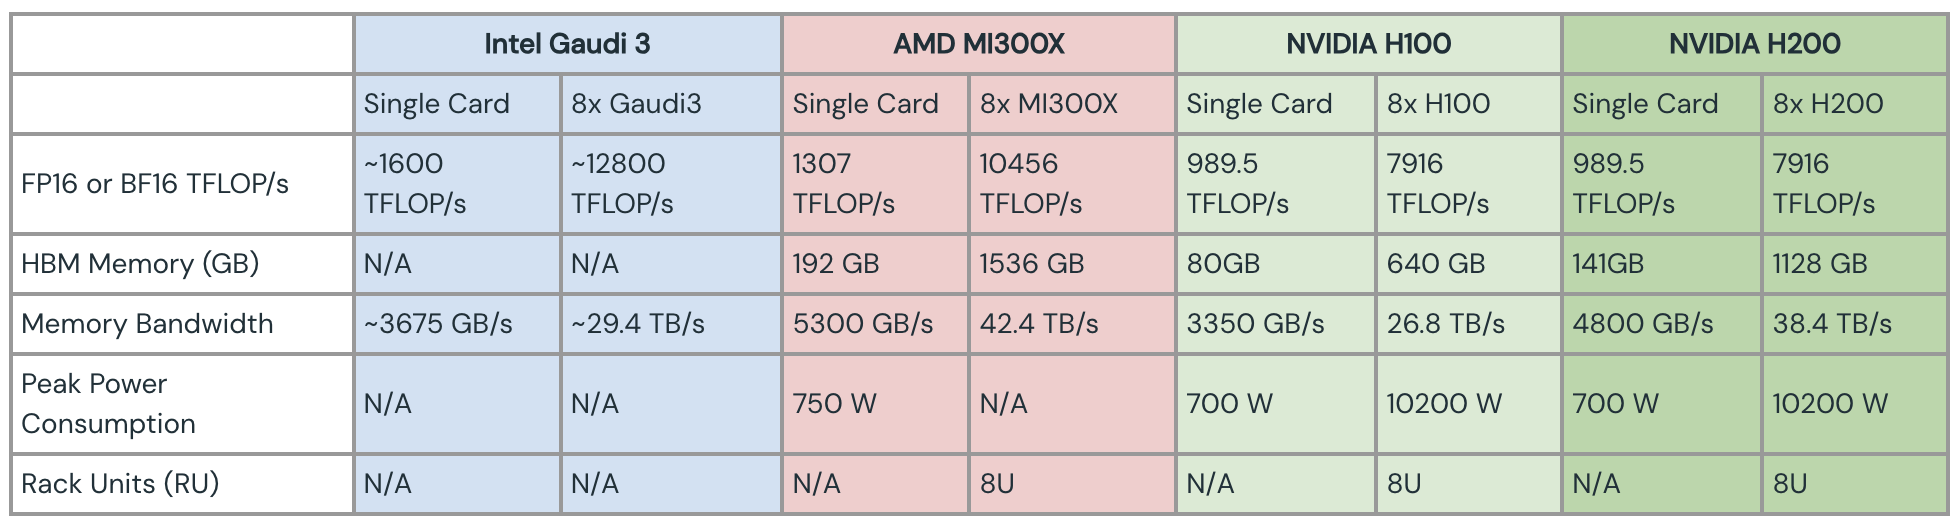 Intel Gaudi 3 AMD MI300X NVIDIA H100 NVIDIA H200
Single Card 8x Gaudi3 Single Card 8x MI300X Single Card 8x H100 Single Card 8x H200
FP16 or BF16 TFLOP/s ~1600 TFLOP/s ~12800 TFLOP/s 1307 TFLOP/s 10456 TFLOP/s 989.5 TFLOP/s 7916 TFLOP/s 989.5 TFLOP/s 7916 TFLOP/s
HBM Memory (GB) N/A N/A 192 GB 1536 GB 80GB 640 GB 141GB 1128 GB
Memory Bandwidth ~3675 GB/s ~29.4 TB/s 5300 GB/s 42.4 TB/s 3350 GB/s 26.8 TB/s 4800 GB/s 38.4 TB/s
Peak Power Consumption N/A N/A 750 W N/A 700 W 10200 W 700 W 10200 W
Rack Units (RU) N/A N/A N/A 8U N/A 8U N/A 8U